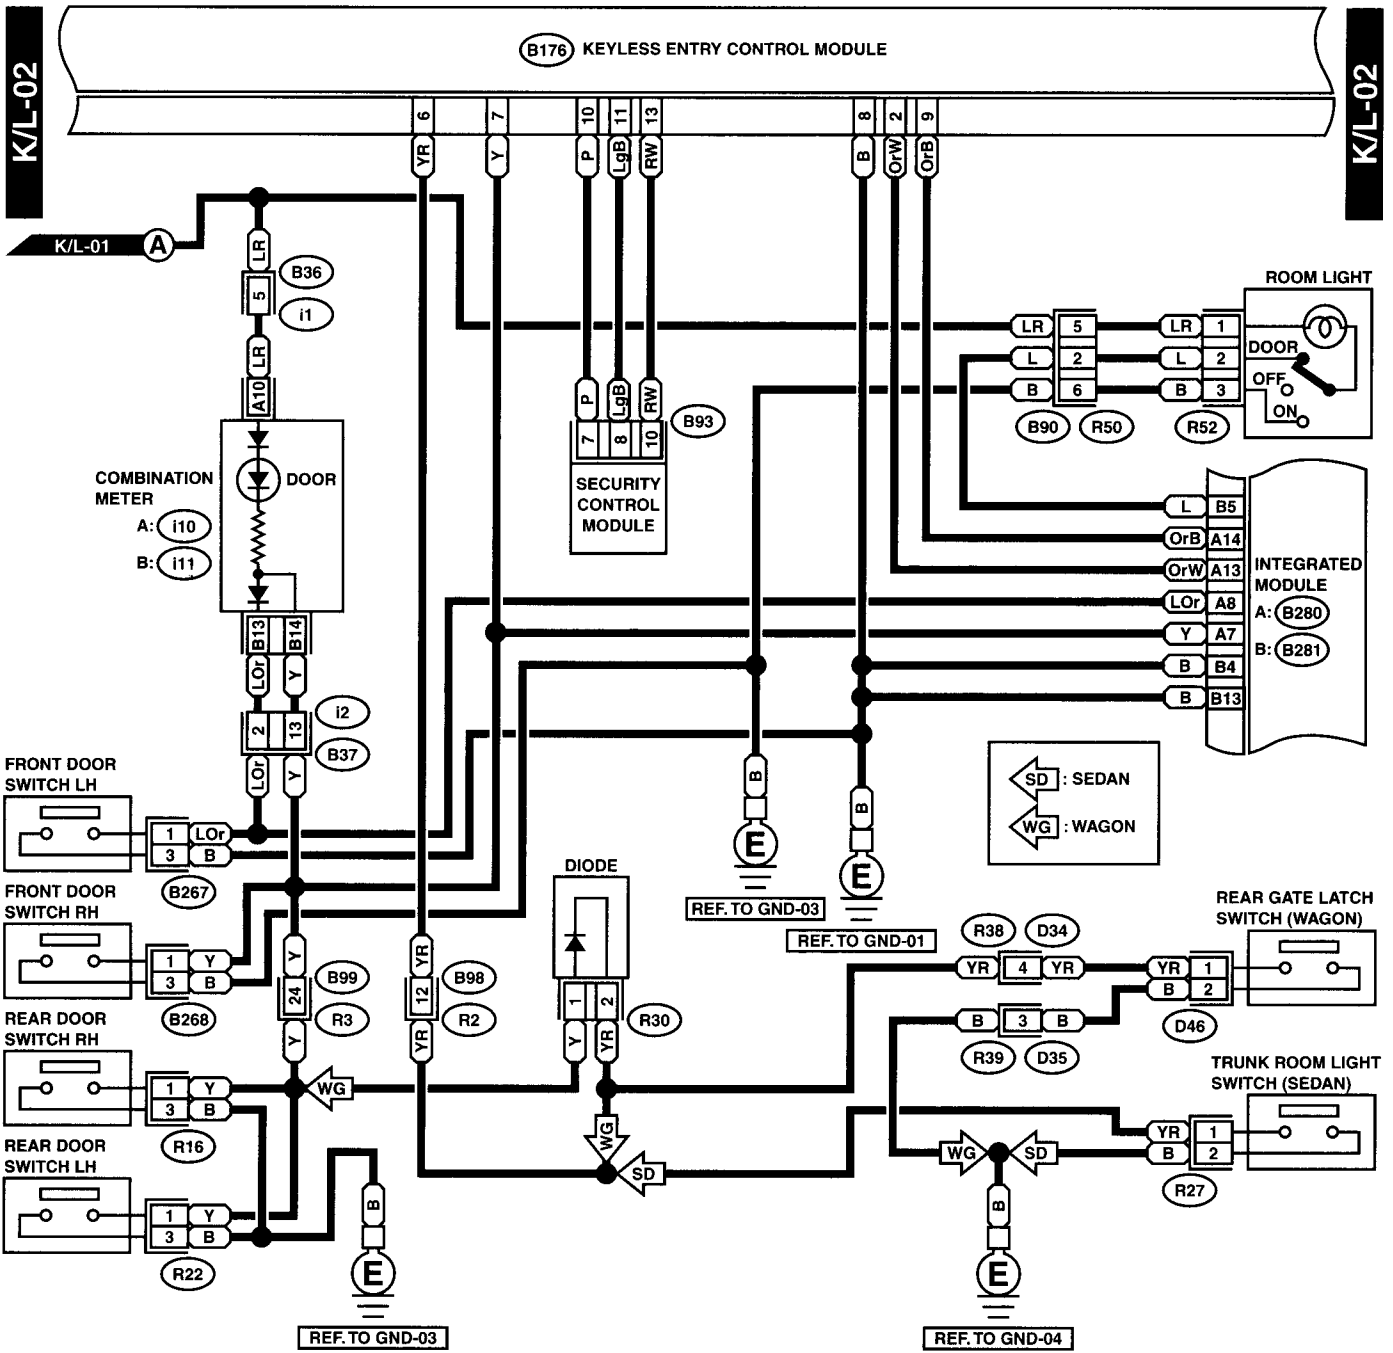 K/L-02
K/L-02
B176 KEYLESS ENTRY CONTROL MODULE
6 7 10 11 13 8 2 9
YR Y P LgB RW B OrW OrB
K/L-01 A
LR
B36
5
i1
LR
A10
ROOM LIGHT
LR 5 LR 1
L 2 L 2
B 6 B 3
DOOR
OFF
ON
B90 R50 R52
P LgB RW
B93
7 8 10
SECURITY
CONTROL
MODULE
COMBINATION
METER
A: i10
B: i11
DOOR
L B5
OrB A14
OrW A13
LOr A8
Y A7
B B4
B B13
INTEGRATED
MODULE
A: B280
B: B281
B13 B14
LOr Y
i2
2 13
B37
LOr Y
SD : SEDAN
WG : WAGON
B
E
REF. TO GND-03
B
E
REF. TO GND-01
FRONT DOOR
SWITCH LH
1 LOr
3 B
B267
FRONT DOOR
SWITCH RH
1 Y
3 B
B268
Y
B99
24
R3
Y
YR
B98
12
R2
YR
DIODE
1 2
R30
Y YR
REAR GATE LATCH
SWITCH (WAGON)
R38 D34
YR 4 YR YR 1
B 2
B 3 B
R39 D35
D46
REAR DOOR
SWITCH RH
1 Y
3 B
R16
WG
WG
SD
TRUNK ROOM LIGHT
SWITCH (SEDAN)
YR 1
B 2
R27
WG SD
REAR DOOR
SWITCH LH
1 Y
3 B
R22
B
E
REF. TO GND-03
B
E
REF. TO GND-04